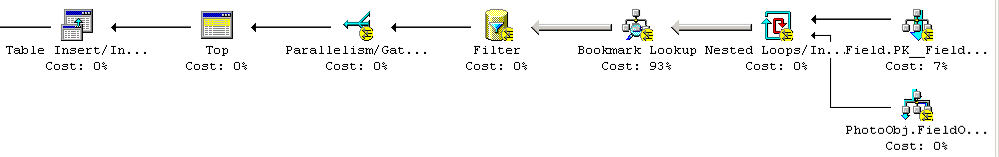 Table Insert/In... Top Parallelism/Gat... Filter Bookmark Lookup Nested Loops/In... Field.PK__Field...
Cost: 0% Cost: 0% Cost: 0% Cost: 0% Cost: 93% Cost: 0% Cost: 7%
PhotoObj.FieldO...
Cost: 0%